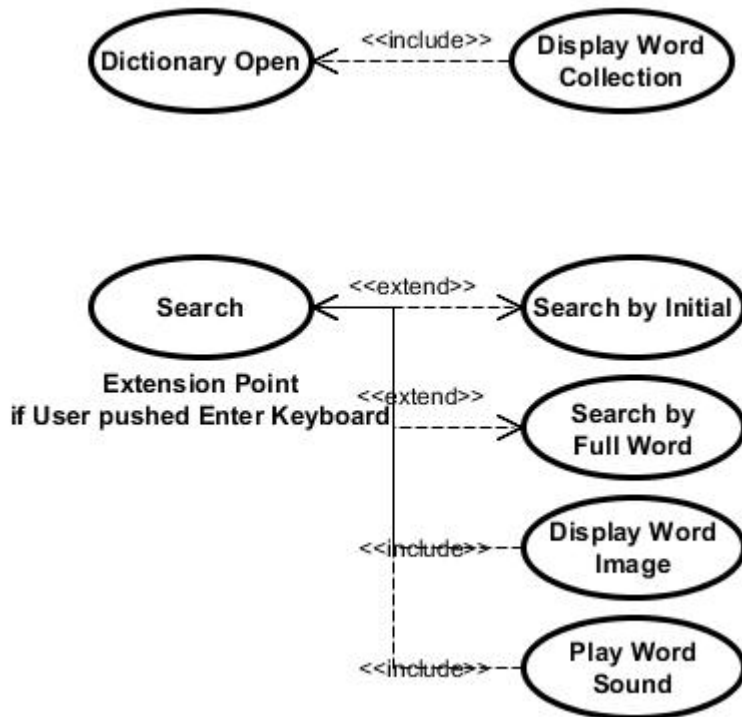 <<include>>
Dictionary Open
Display Word
Collection
<<extend>>
Search
Search by Initial
Extension Point
if User pushed Enter Keyboard
<<extend>>
Search by
Full Word
<<include>>
Display Word
Image
<<include>>
Play Word
Sound